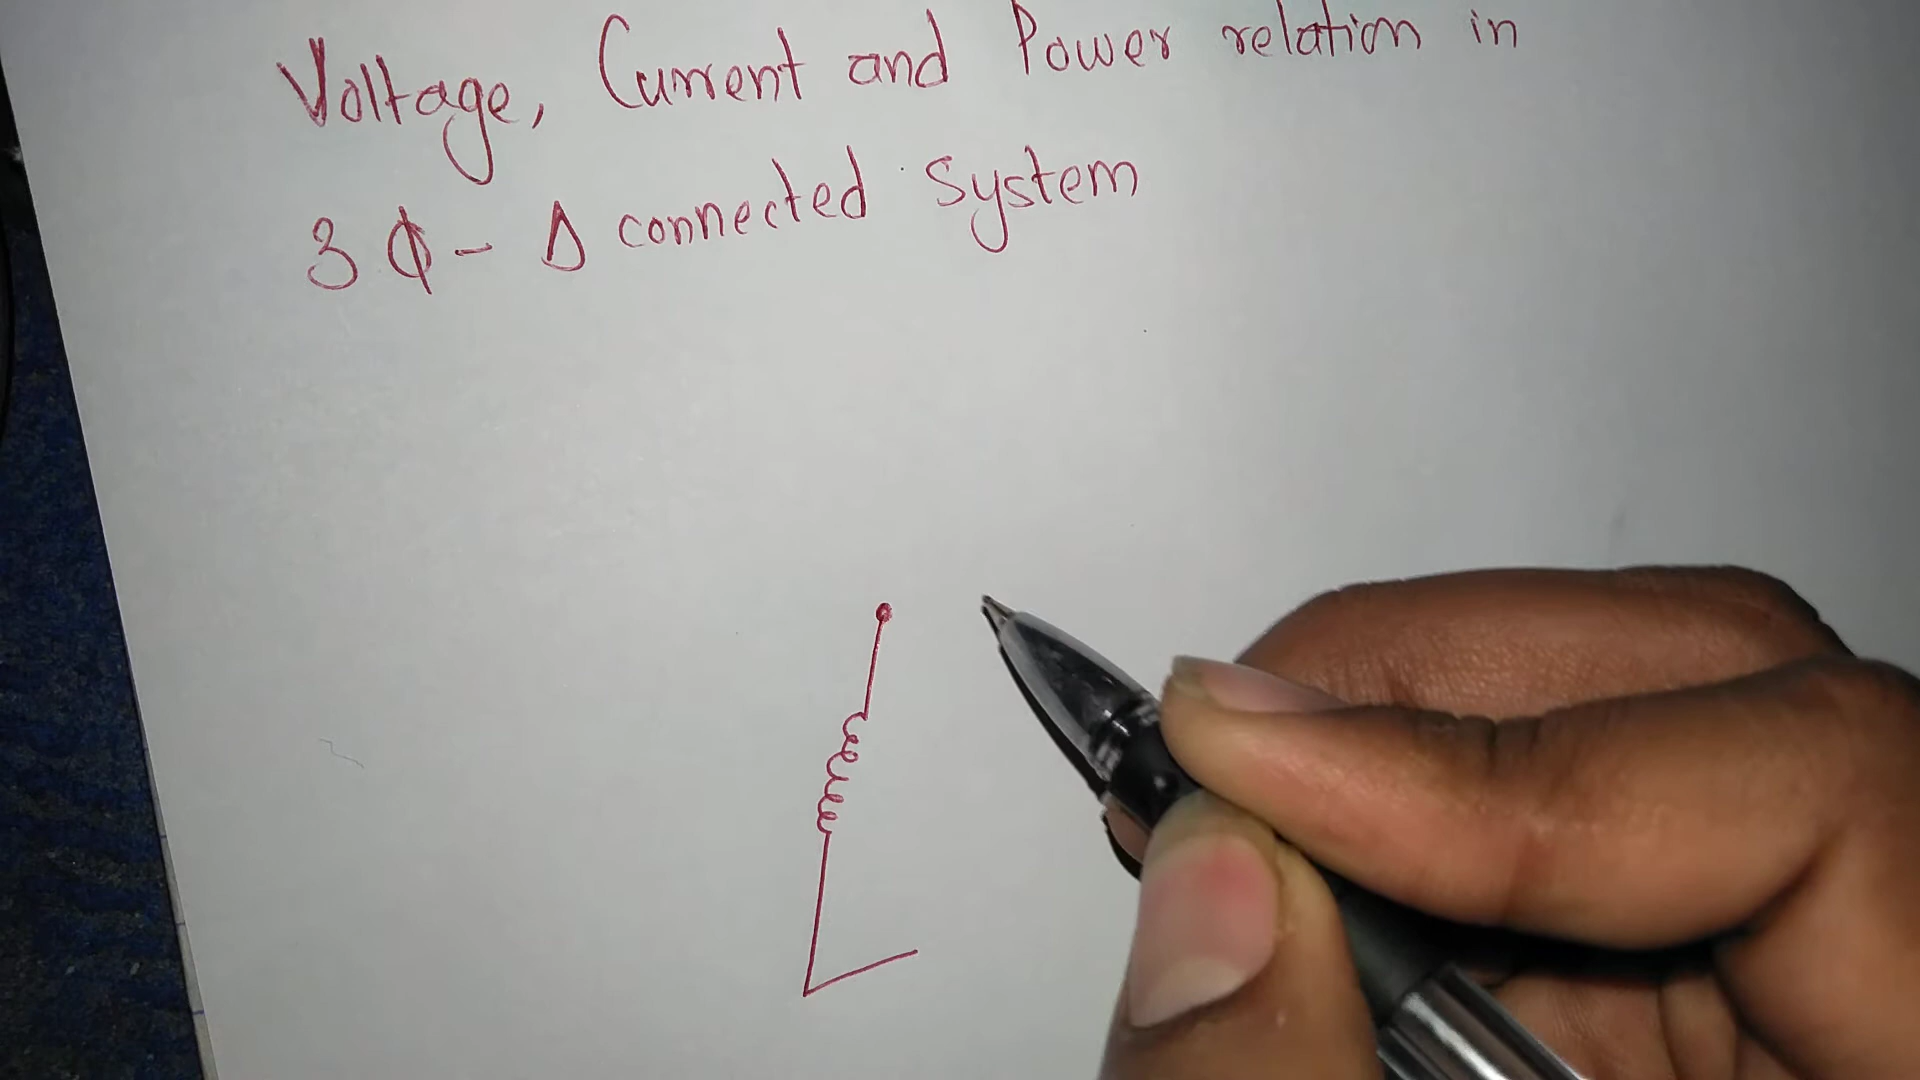 Voltage, Current and Power relation in
3 Φ - Δ connected system